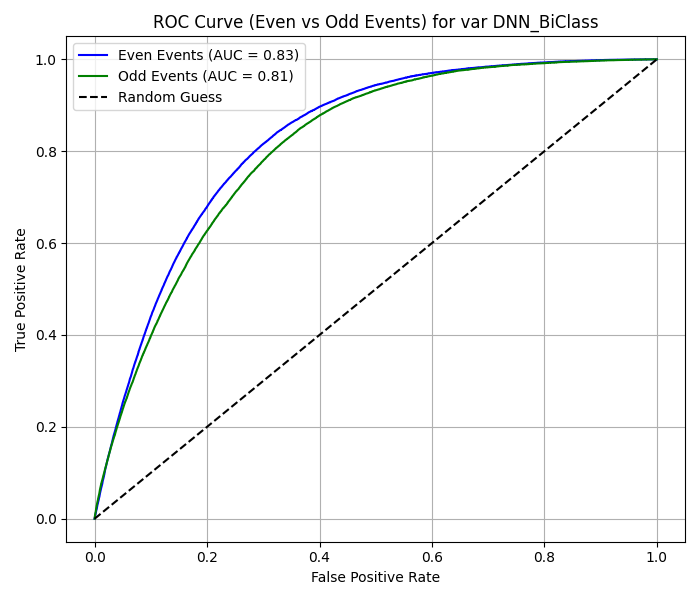 ROC Curve (Even vs Odd Events) for var DNN_BiClass
Even Events (AUC = 0.83)
Odd Events (AUC = 0.81)
Random Guess
True Positive Rate
1.0
0.8
0.6
0.4
0.2
0.0
0.0 0.2 0.4 0.6 0.8 1.0
False Positive Rate